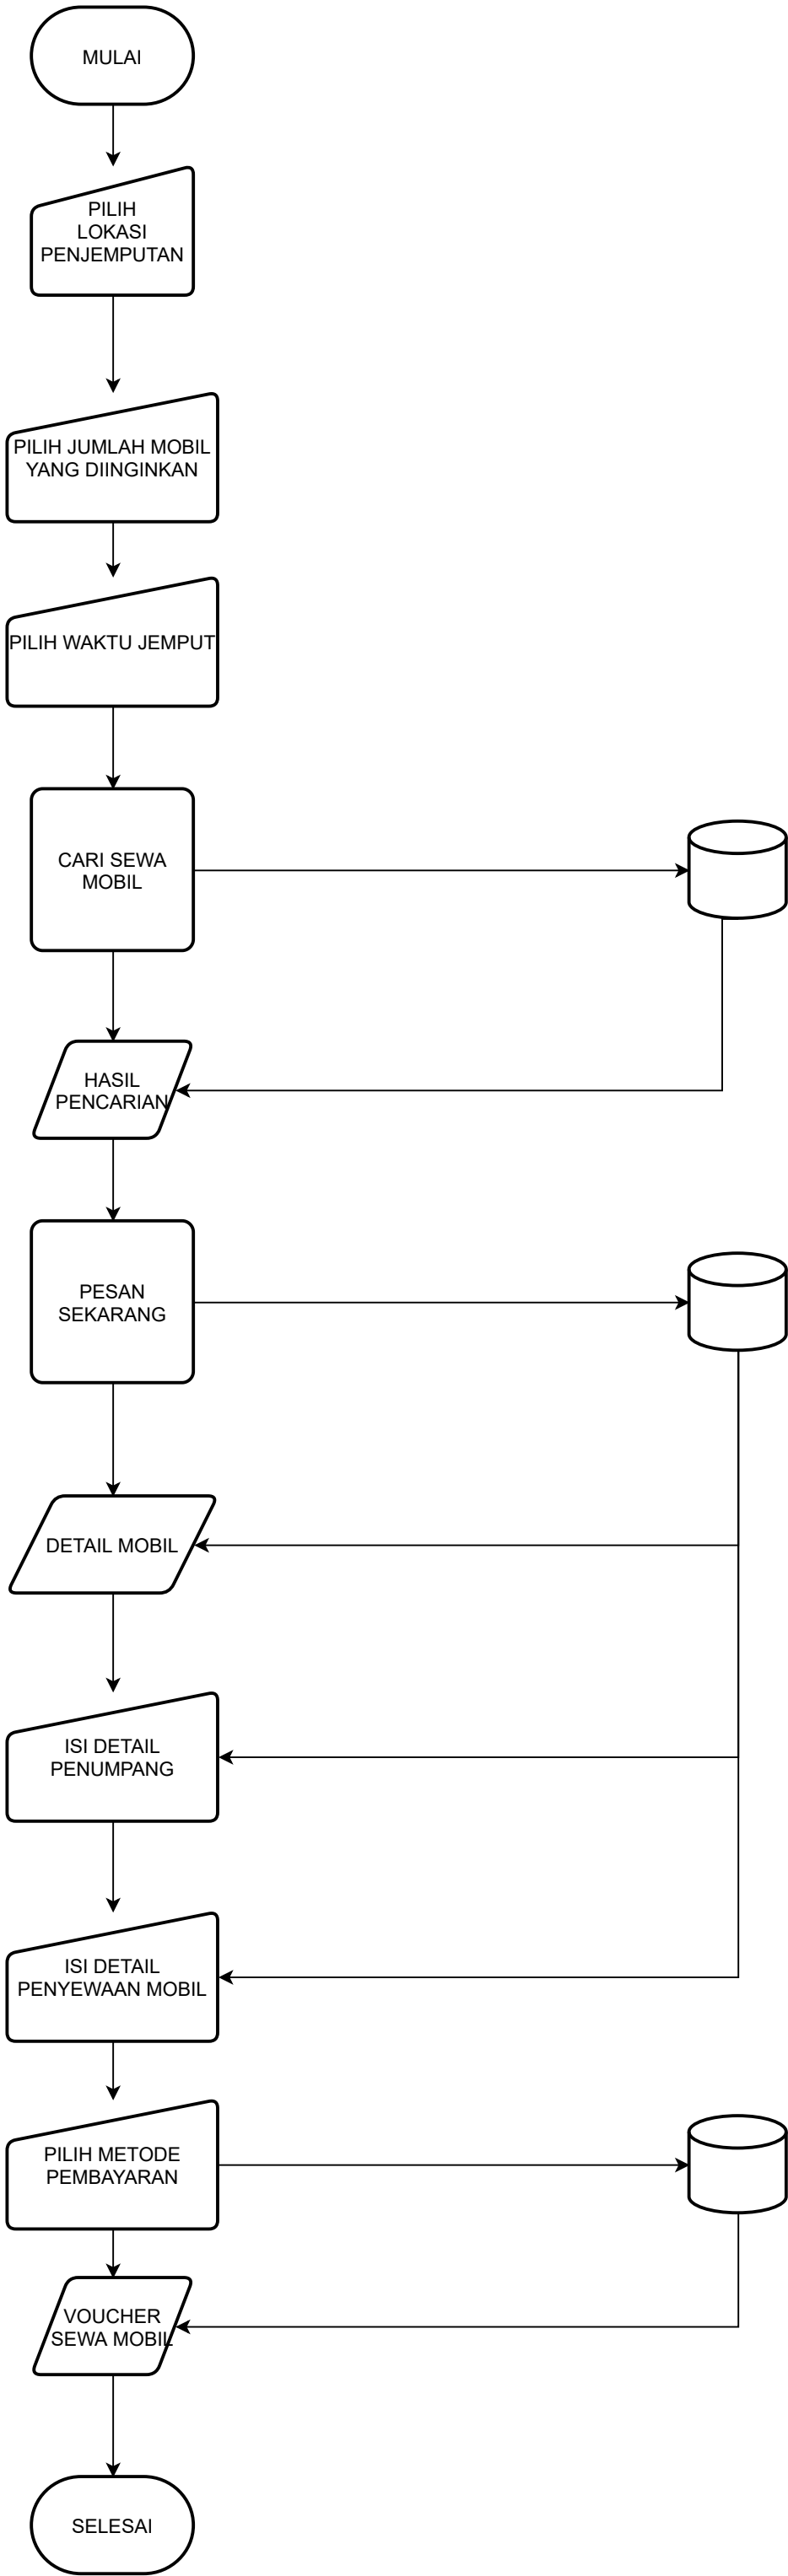 MULAI
PILIH
LOKASI
PENJEMPUTAN
PILIH JUMLAH MOBIL
YANG DIINGINKAN
PILIH WAKTU JEMPUT
CARI SEWA
MOBIL
HASIL
PENCARIAN
PESAN
SEKARANG
DETAIL MOBIL
ISI DETAIL
PENUMPANG
ISI DETAIL
PENYEWAAN MOBIL
PILIH METODE
PEMBAYARAN
VOUCHER
SEWA MOBIL
SELESAI